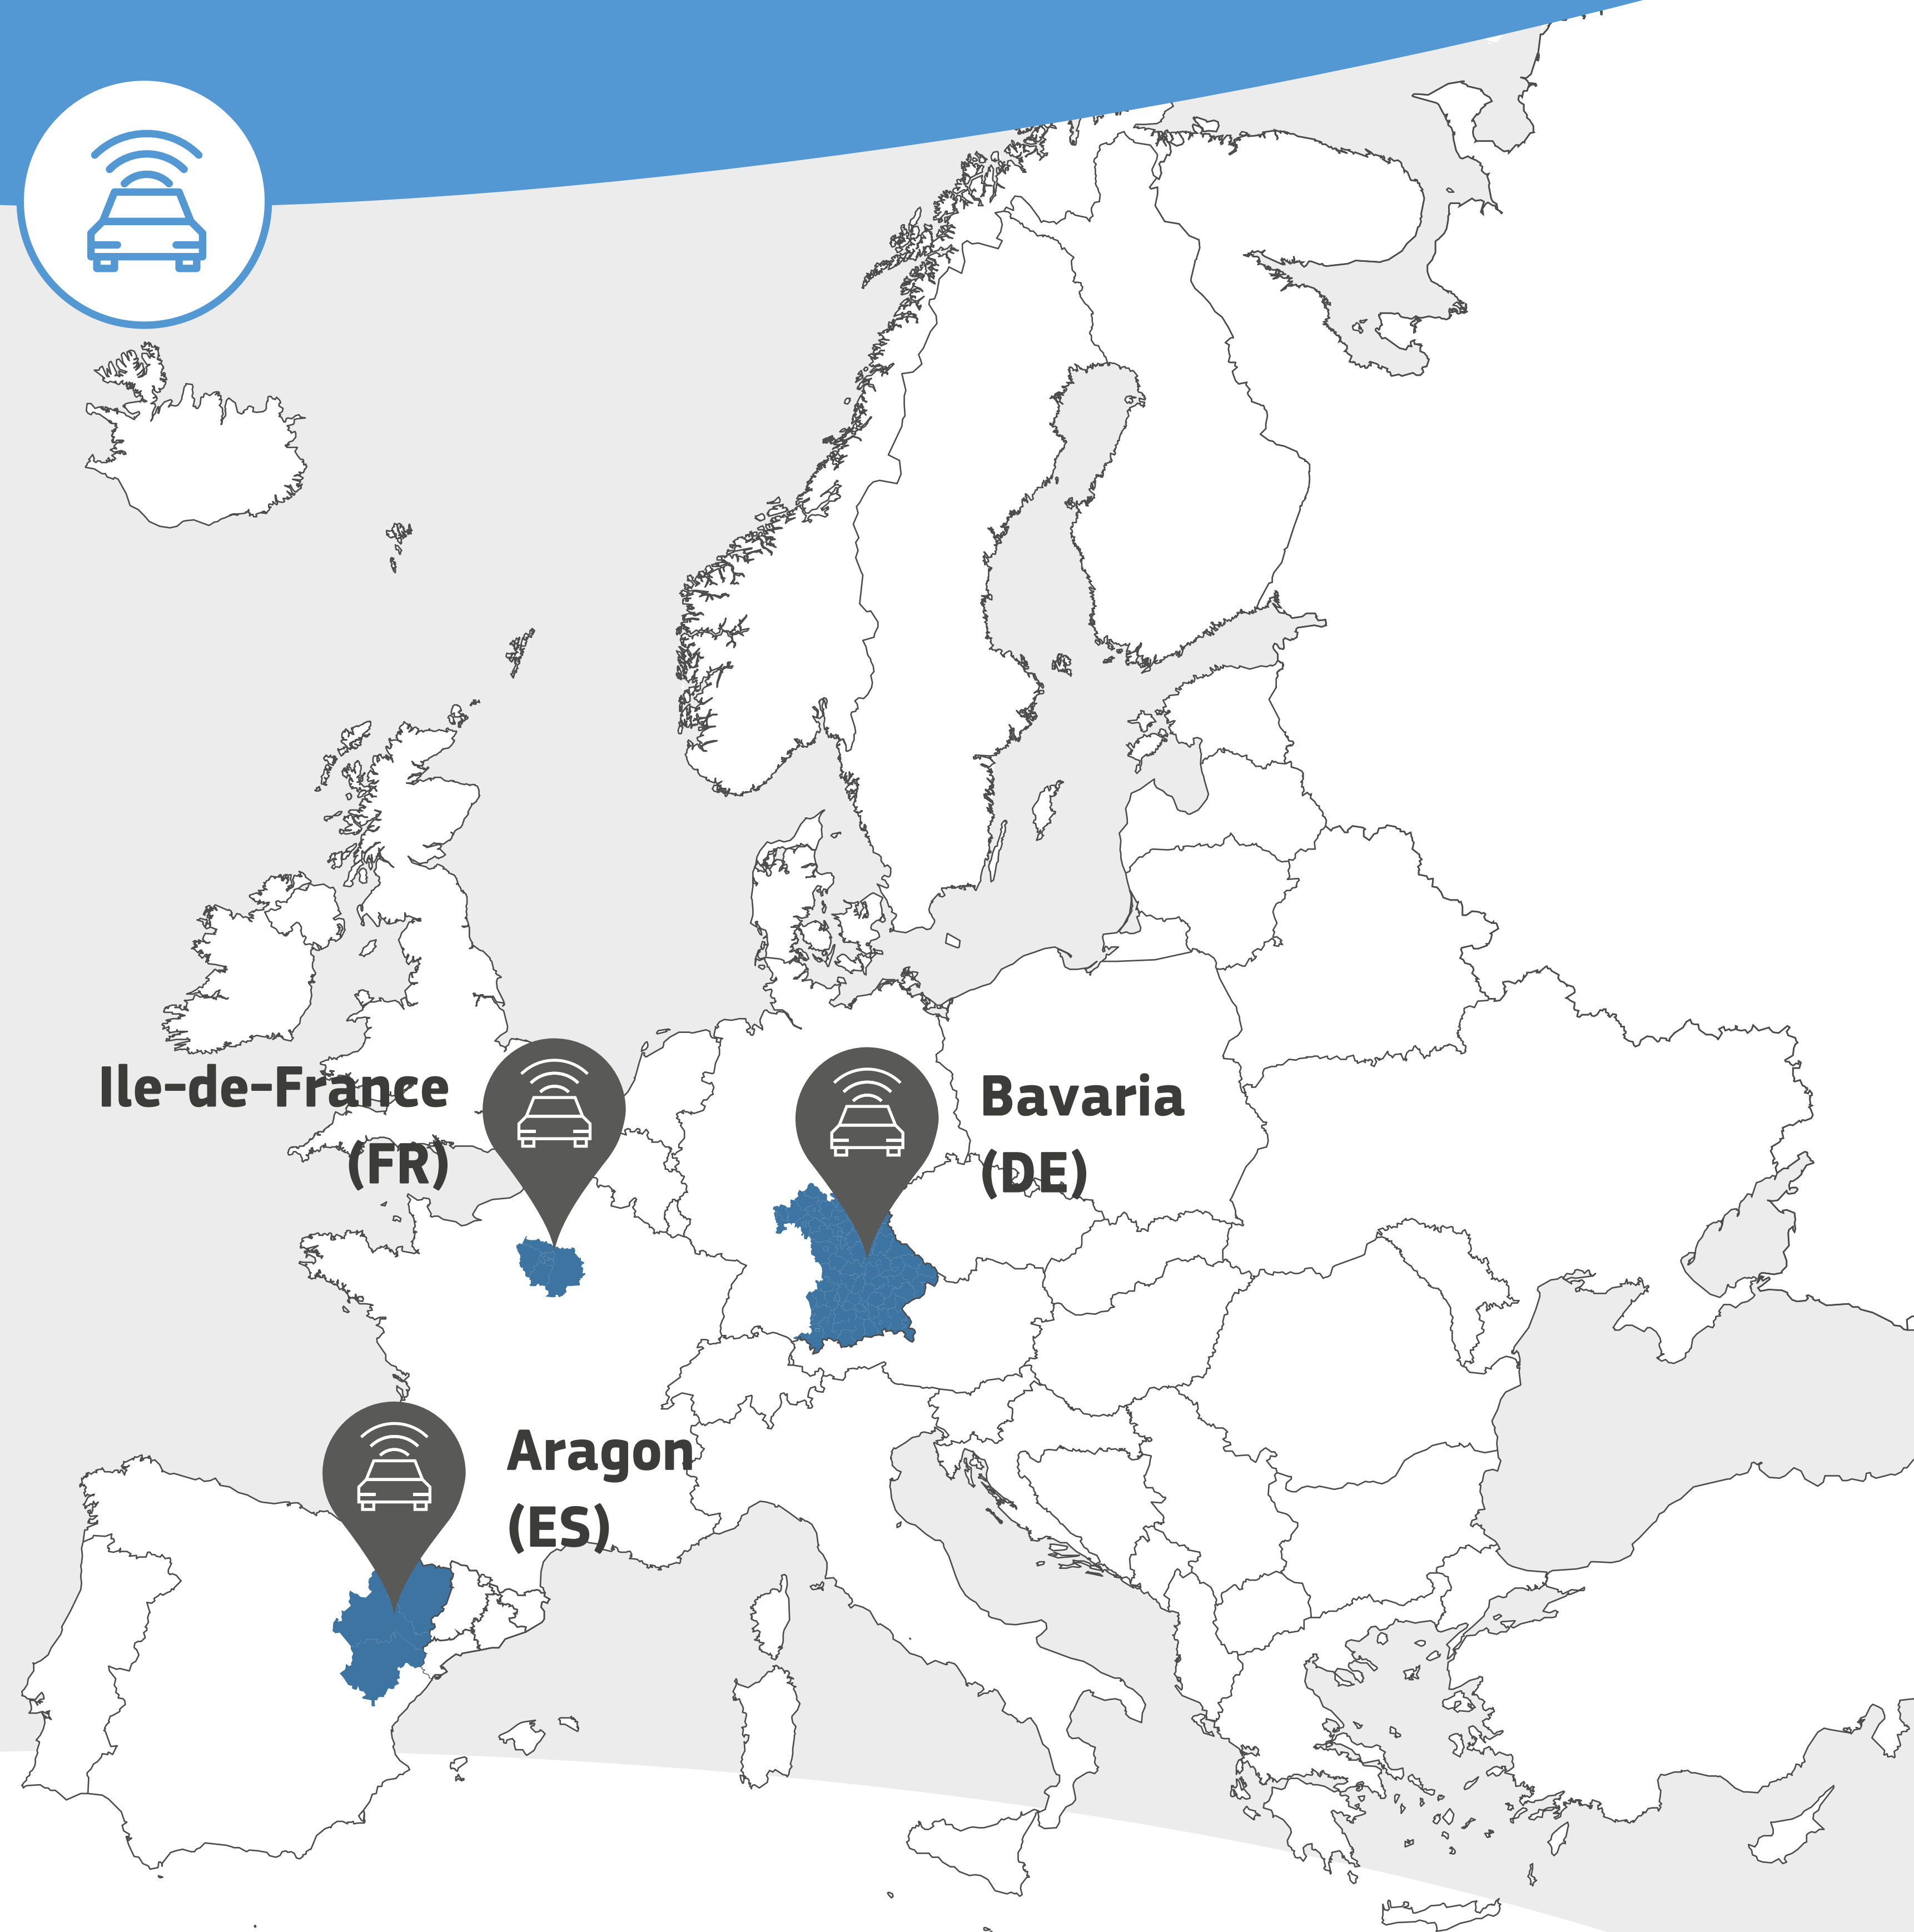 Ile-de-France
(FR)
Bavaria
(DE)
Aragon
(ES)